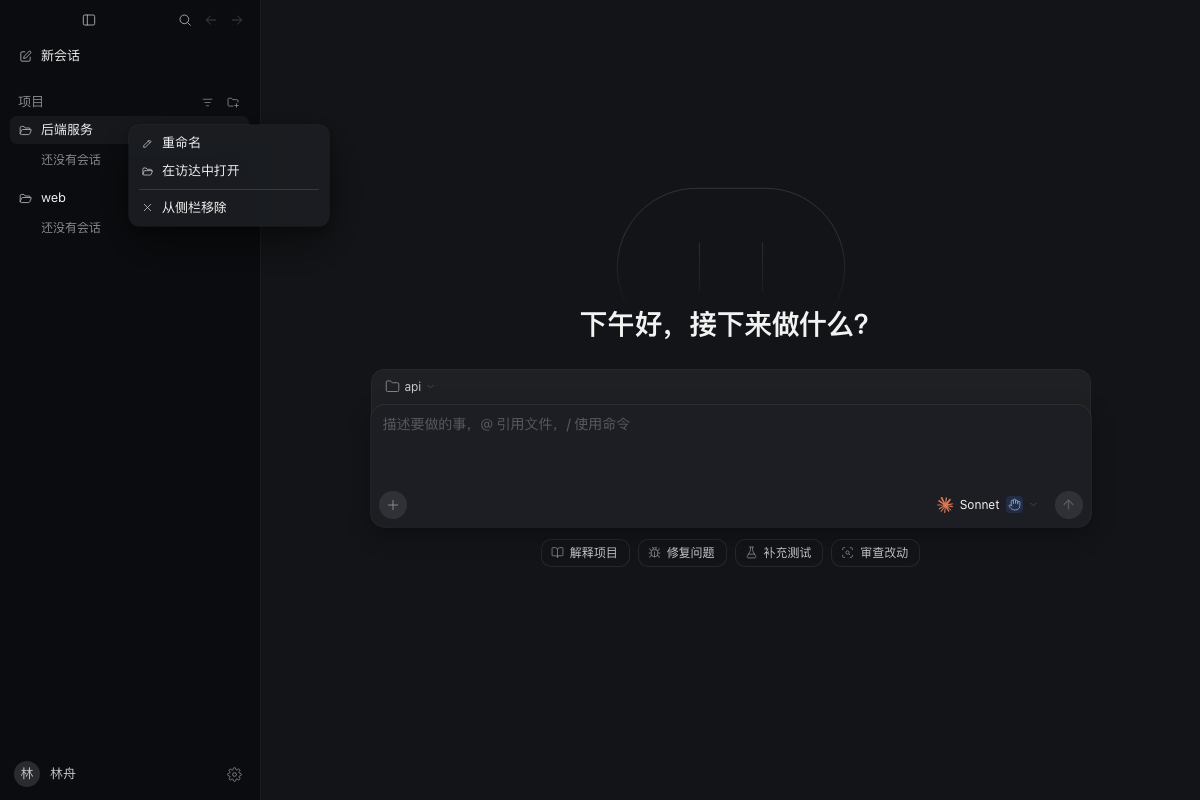 新会话
项目
后端服务
还没有会话
web
还没有会话
重命名
在访达中打开
从侧栏移除
下午好，接下来做什么?
api
描述要做的事，@ 引用文件，/ 使用命令
Sonnet
解释项目
修复问题
补充测试
审查改动
林 林舟